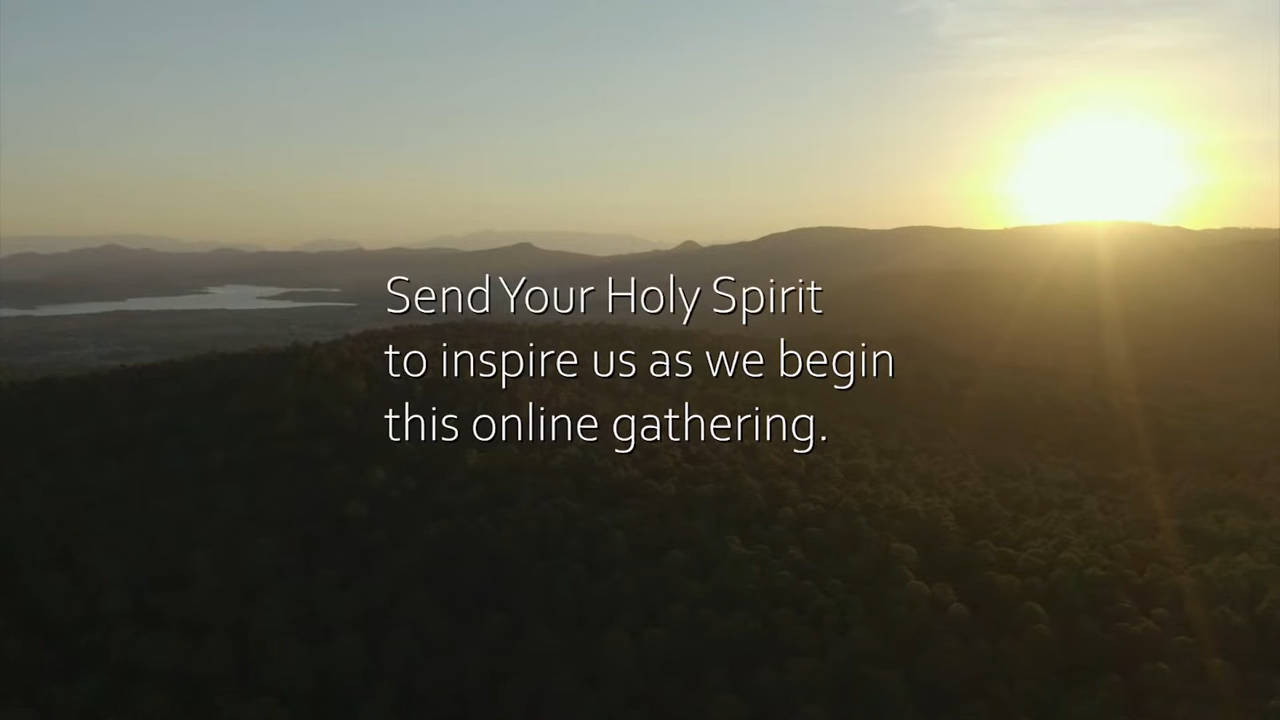 Send Your Holy Spirit
to inspire us as we begin
this online gathering.